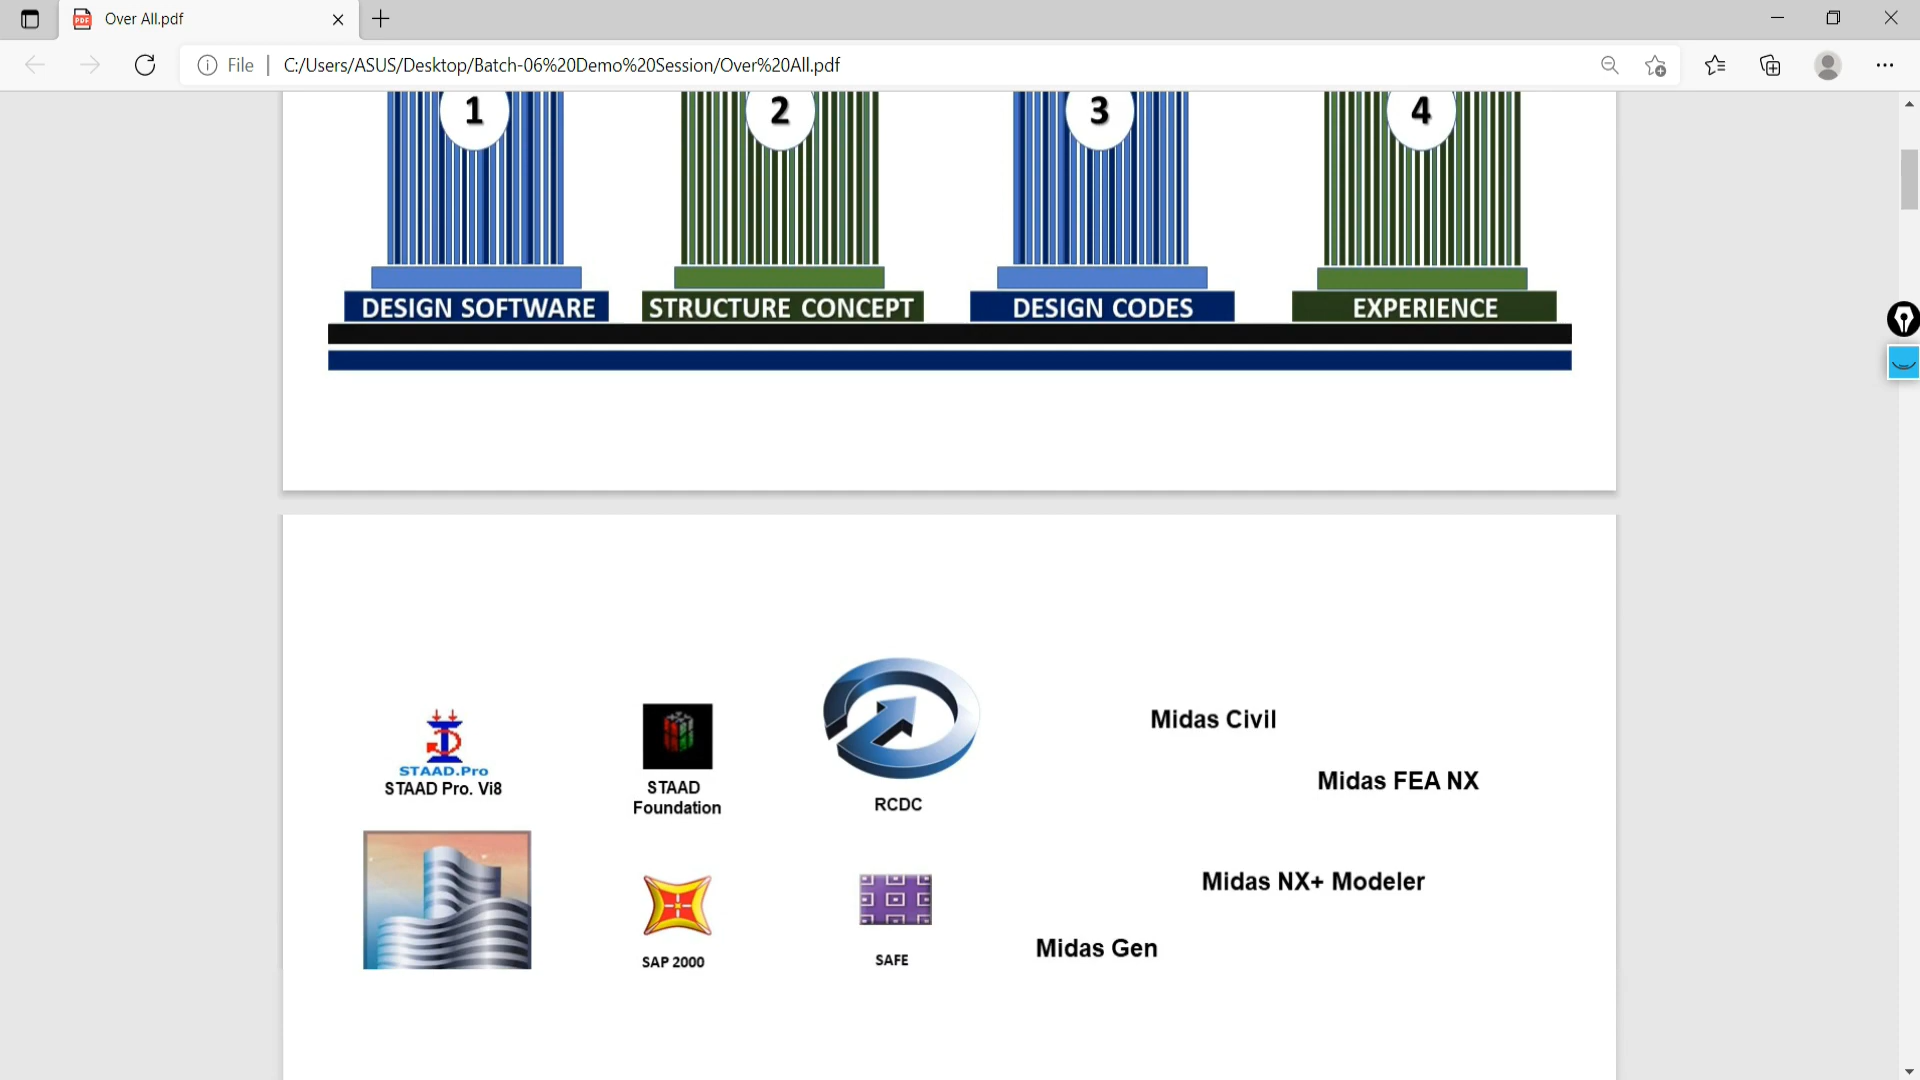 Over All.pdf
File
C:/Users/ASUS/Desktop/Batch-06%20Demo%20Session/Over%20All.pdf
1 2 3 4
DESIGN SOFTWARE STRUCTURE CONCEPT DESIGN CODES EXPERIENCE
STAAD.Pro
STAAD Pro. Vi8
STAAD
Foundation
RCDC
Midas Civil
Midas FEA NX
Midas NX+ Modeler
Midas Gen
SAP 2000
SAFE